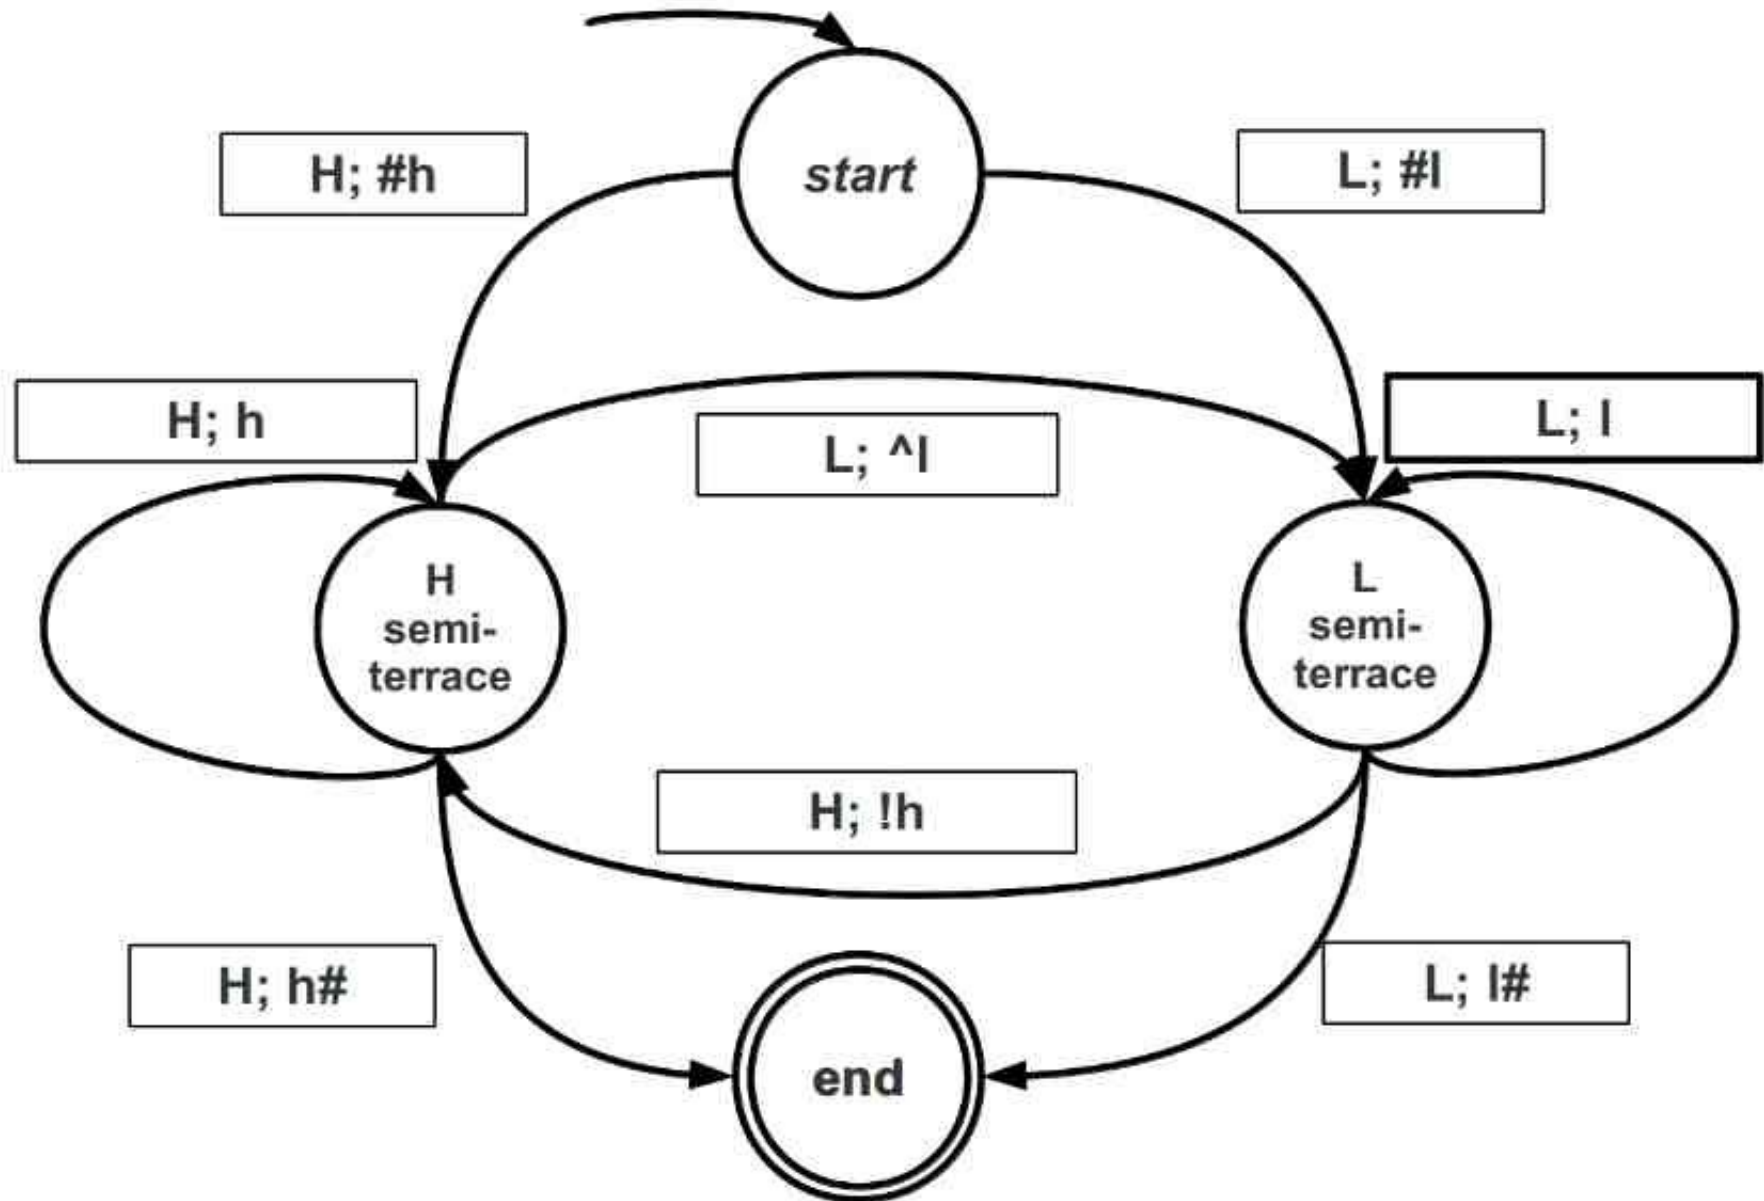 start
H; #h
L; #l
H; h
L; ^l
L; l
H
semi-
terrace
L
semi-
terrace
H; !h
H; h#
L; l#
end